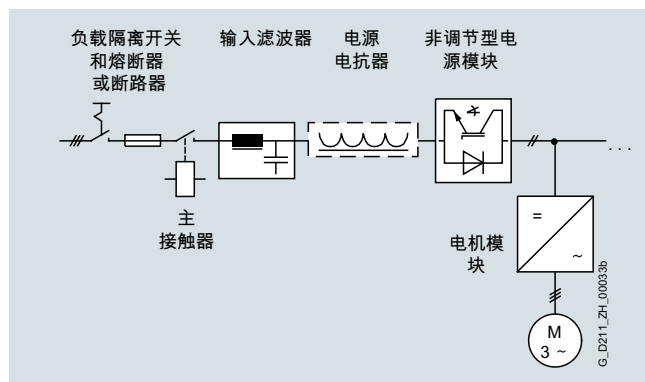 负载隔离开关
和熔断器
或断路器
输入滤波器
电源
电抗器
非调节型电
源模块
主
接触器
...
=
~
电机模
块
M
3 ~
G_D211_ZH_00033b